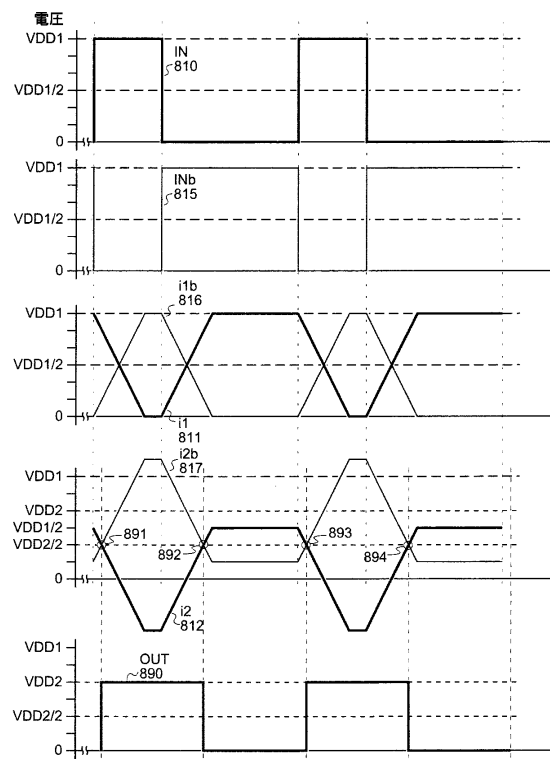 電圧
VDD1
IN
810
VDD1/2
0
VDD1
INb
815
VDD1/2
0
i1b
816
VDD1
VDD1/2
0
i1
811
i2b
817
VDD1
VDD2
VDD1/2
VDD2/2
891
892
893
894
0
i2
812
VDD1
OUT
890
VDD2
VDD2/2
0